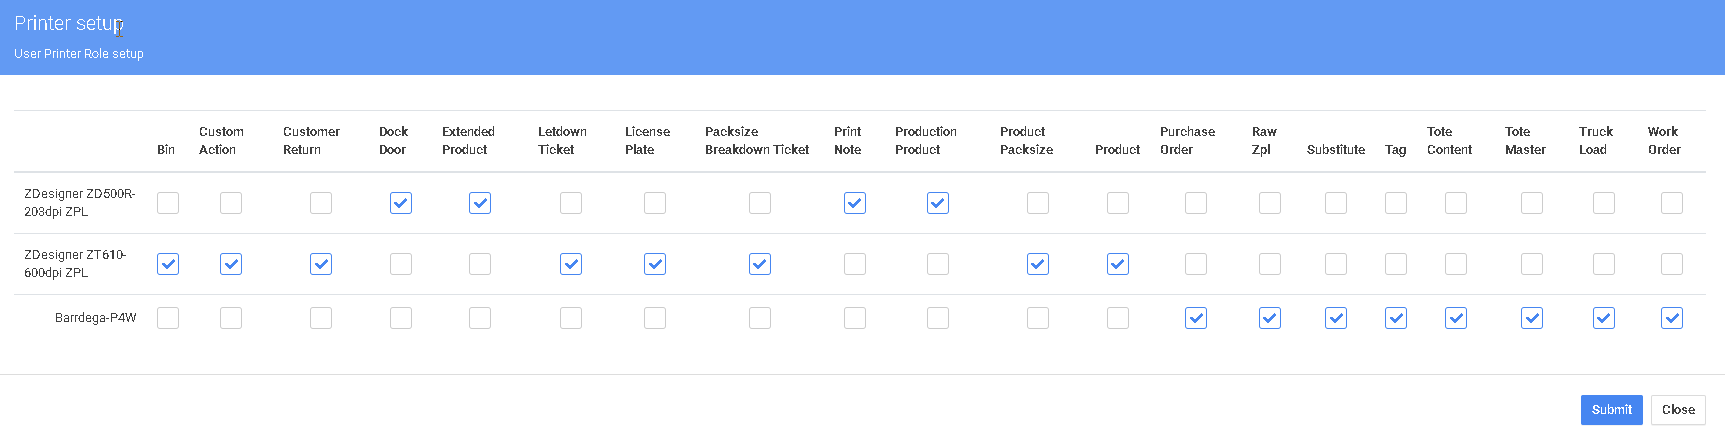 Printer setup
User Printer Role setup
Bin
Custom Action
Customer Return
Dock Door
Extended Product
Letdown Ticket
License Plate
Packsize Breakdown Ticket
Print Note
Production Product
Product Packsize
Product
Purchase Order
Raw Zpl
Substitute
Tag
Tote Content
Tote Master
Truck Load
Work Order
ZDesigner ZD500R-
203dpi ZPL
ZDesigner ZT610-
600dpi ZPL
Barrdega-P4W
Submit Close